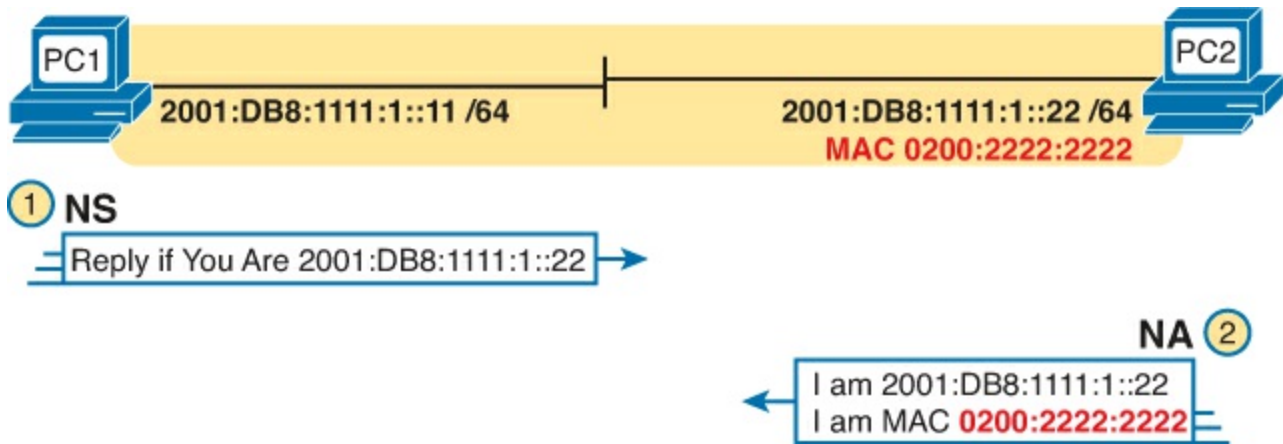 PC1
PC2
2001:DB8:1111:1::11 /64
2001:DB8:1111:1::22 /64
MAC 0200:2222:2222
1 NS
Reply if You Are 2001:DB8:1111:1::22
NA 2
I am 2001:DB8:1111:1::22
I am MAC 0200:2222:2222